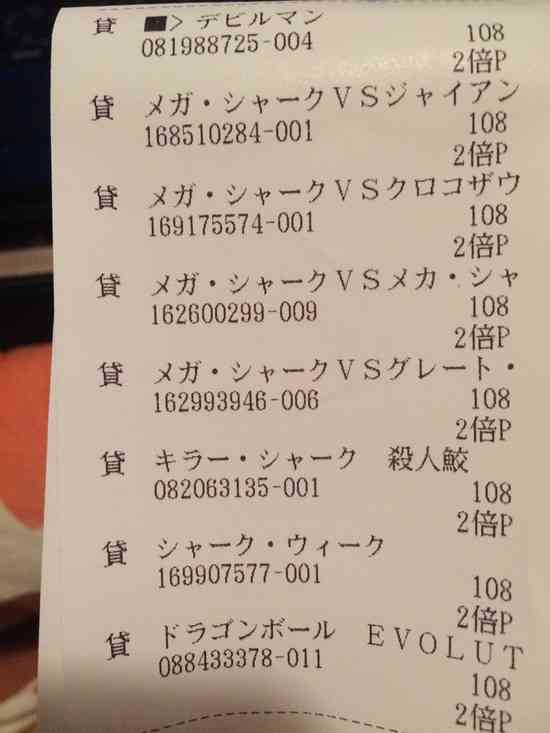 貸 ■> デビルマン
081988725-004 108
2倍P
貸 メガ・シャークVSジャイアン
168510284-001 108
2倍P
貸 メガ・シャークVSクロコザウ
169175574-001 108
2倍P
貸 メガ・シャークVSメカ・シャ
162600299-009 108
2倍P
貸 メガ・シャークVSグレート・
162993946-006 108
2倍P
貸 キラー・シャーク 殺人鮫
082063135-001 108
2倍P
貸 シャーク・ウィーク
169907577-001 108
2倍P
貸 ドラゴンボール EVOLUT
088433378-011 108
2倍P